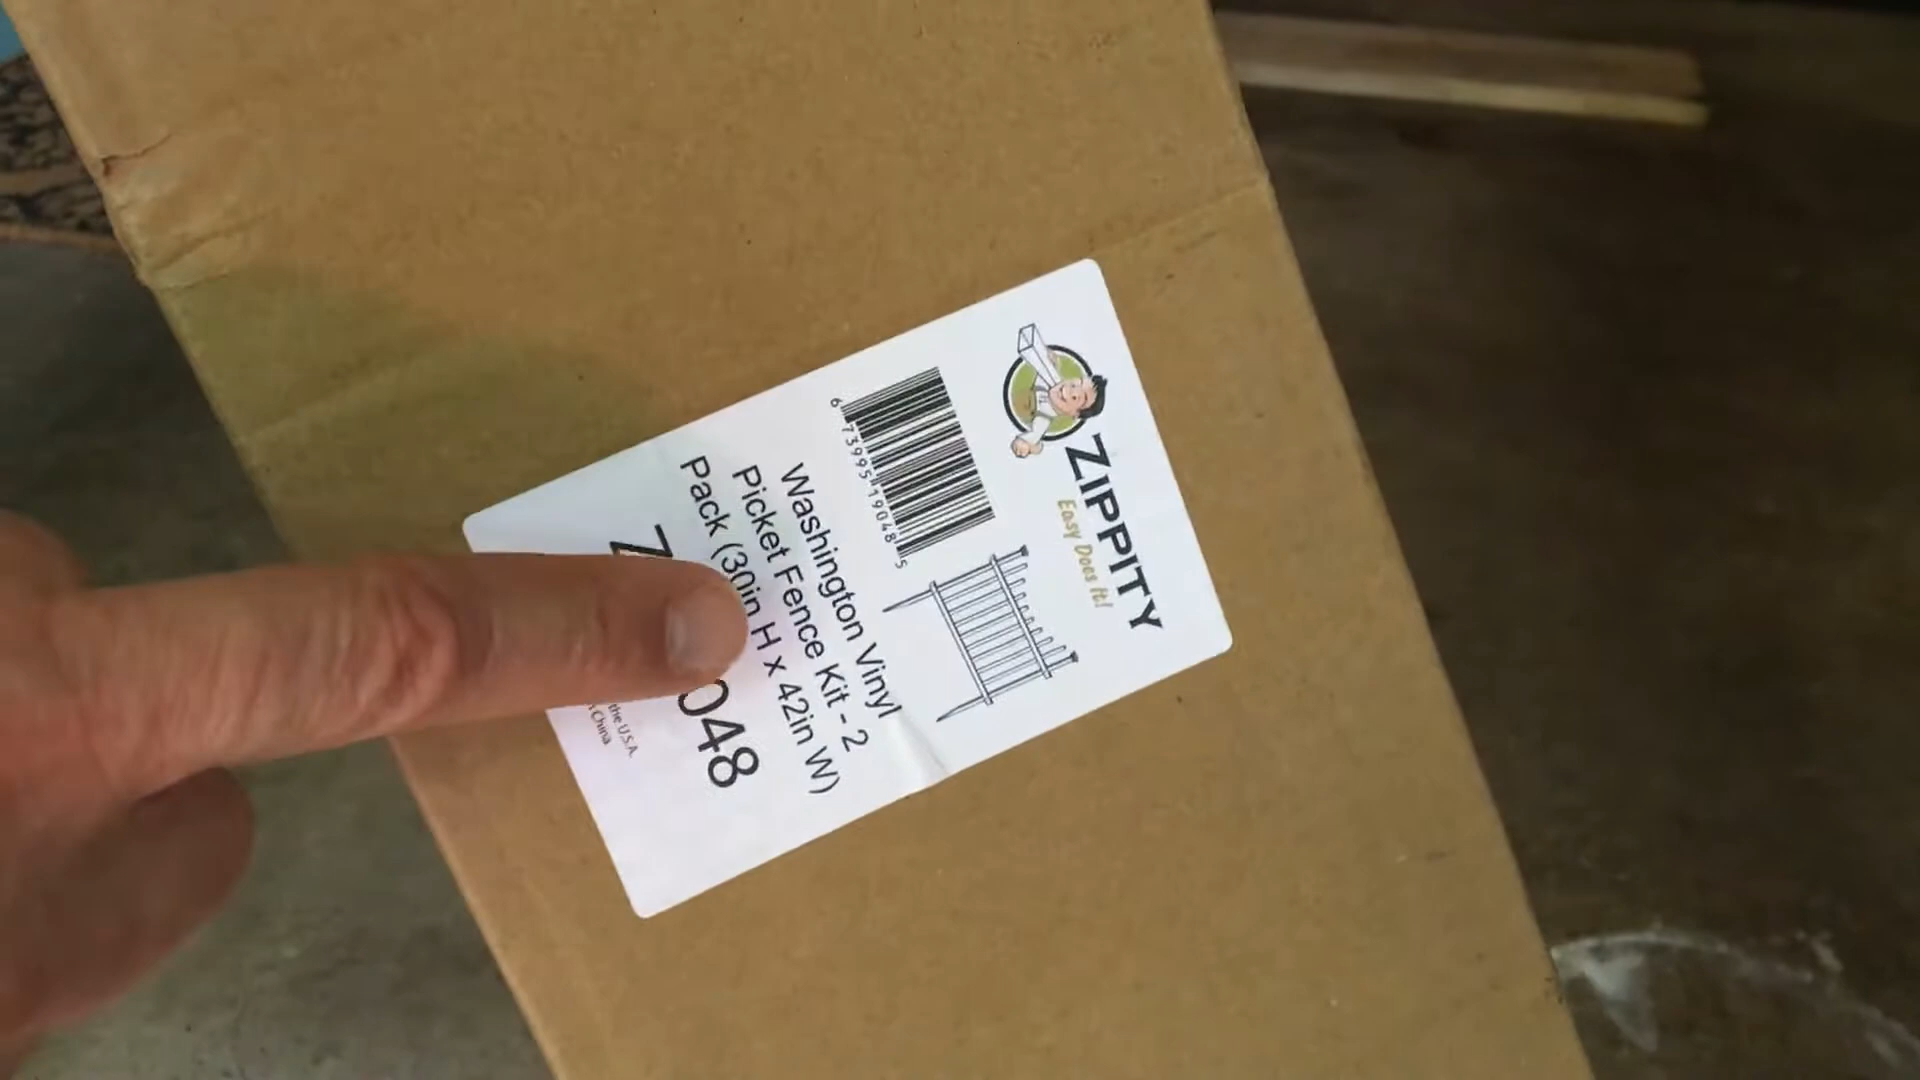 ZIPPITY
Easy Does It!
6 73995 19048 5
Washington Vinyl
Picket Fence Kit - 2
Pack (30in H x 42in W)
048
the U.S.A.
China